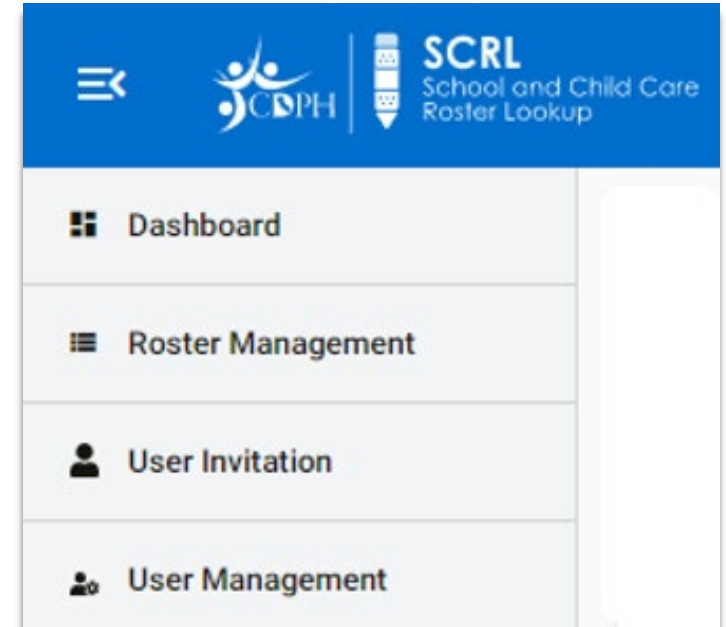 CDPH
SCRL
School and Child Care
Roster Lookup
Dashboard
Roster Management
User Invitation
User Management